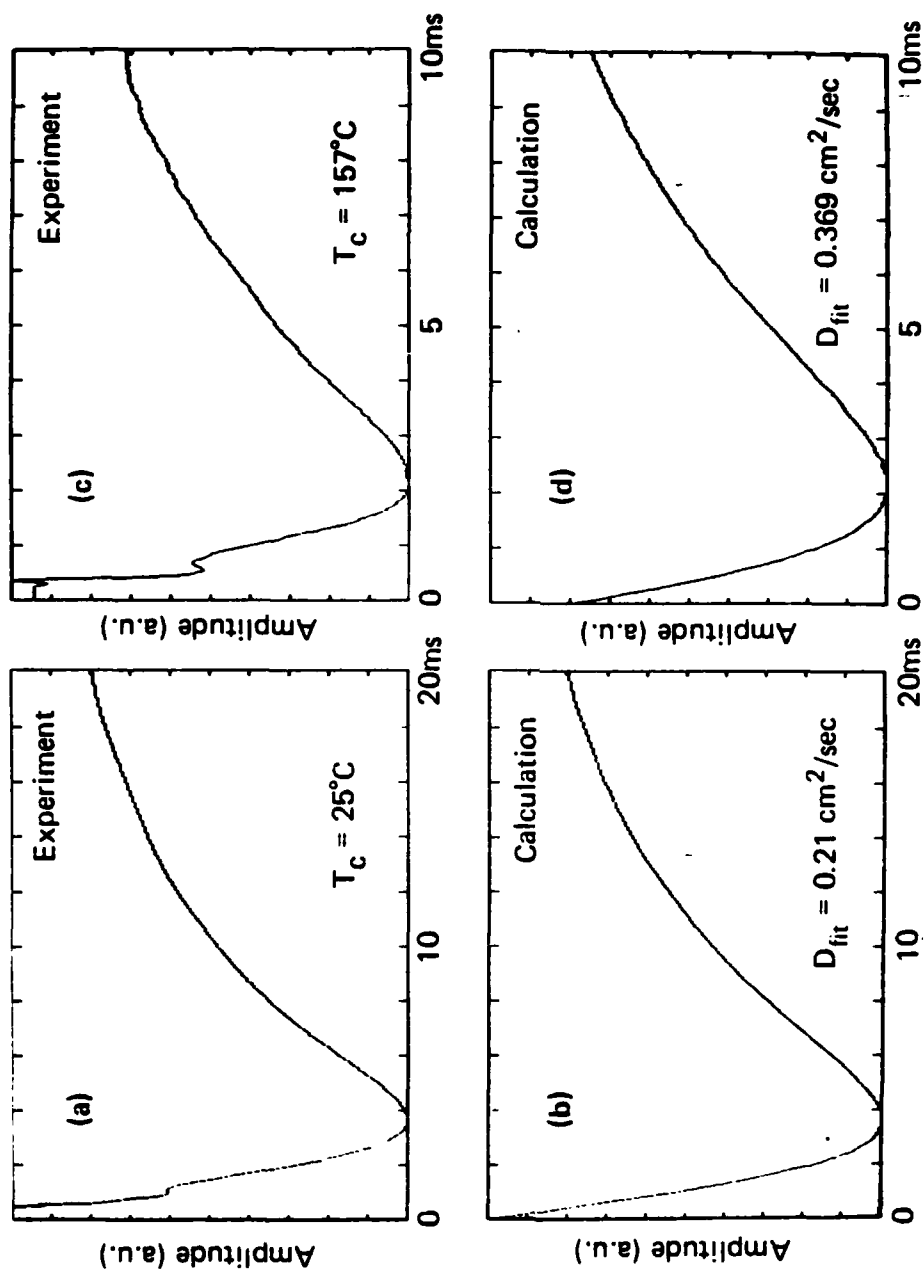 (a)
Experiment
T_c = 25°C
Amplitude (a.u.)
0
10
20ms
(b)
Calculation
D_fit = 0.21 cm²/sec
Amplitude (a.u.)
0
10
20ms
(c)
Experiment
T_c = 157°C
Amplitude (a.u.)
0
5
10ms
(d)
Calculation
D_fit = 0.369 cm²/sec
Amplitude (a.u.)
0
5
10ms